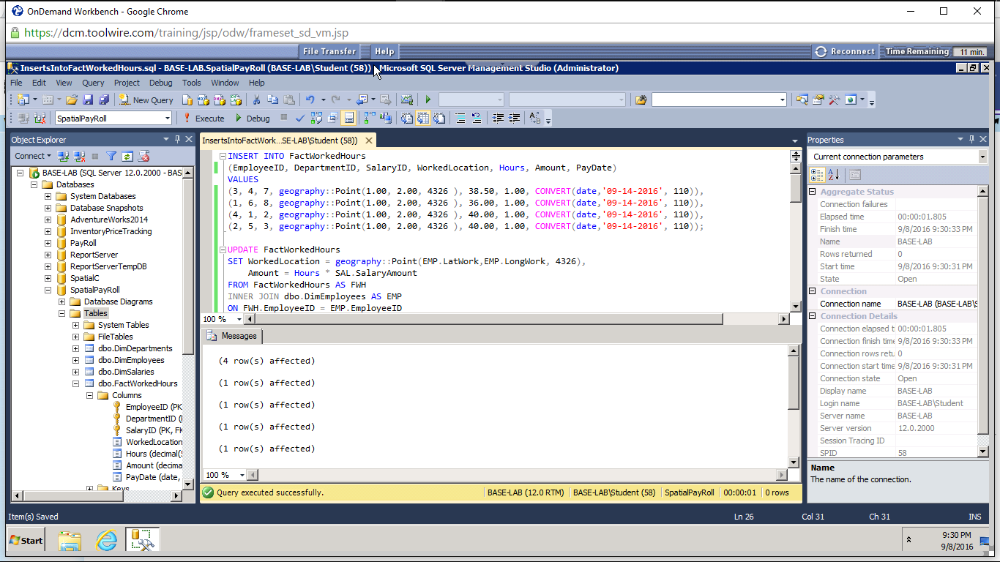 OnDemand Workbench - Google Chrome
https://dcm.toolwire.com/training/jsp/odw/frameset_sd_vm.jsp
File Transfer Help Reconnect Time Remaining 11 min.
InsertsIntoFactWorkedHours.sql - BASE-LAB.SpatialPayRoll (BASE-LAB\Student (58)) - Microsoft SQL Server Management Studio (Administrator)
File Edit View Query Project Debug Tools Window Help
New Query
SpatialPayRoll Execute Debug
Object Explorer
Connect
BASE-LAB (SQL Server 12.0.2000 - BAS
Databases
System Databases
Database Snapshots
AdventureWorks2014
InventoryPriceTracking
PayRoll
ReportServer
ReportServerTempDB
SpatialC
SpatialPayRoll
Database Diagrams
Tables
System Tables
FileTables
dbo.DimDepartments
dbo.DimEmployees
dbo.DimSalaries
dbo.FactWorkedHours
Columns
EmployeeID (PK
DepartmentID (
SalaryID (PK, FK
WorkedLocation
Hours (decimal(
Amount (decima
PayDate (date,
Keys
InsertsIntoFactWork...SE-LAB\Student (58))
INSERT INTO FactWorkedHours
(EmployeeID, DepartmentID, SalaryID, WorkedLocation, Hours, Amount, PayDate)
VALUES
(3, 4, 7, geography::Point(1.00, 2.00, 4326 ), 38.50, 1.00, CONVERT(date,'09-14-2016', 110)),
(1, 6, 8, geography::Point(1.00, 2.00, 4326 ), 36.00, 1.00, CONVERT(date,'09-14-2016', 110)),
(4, 1, 2, geography::Point(1.00, 2.00, 4326 ), 40.00, 1.00, CONVERT(date,'09-14-2016', 110)),
(2, 5, 3, geography::Point(1.00, 2.00, 4326 ), 40.00, 1.00, CONVERT(date,'09-14-2016', 110));
UPDATE FactWorkedHours
SET WorkedLocation = geography::Point(EMP.LatWork,EMP.LongWork, 4326),
Amount = Hours * SAL.SalaryAmount
FROM FactWorkedHours AS FWH
INNER JOIN dbo.DimEmployees AS EMP
ON FWH.EmployeeID = EMP.EmployeeID
100 %
Messages
(4 row(s) affected)
(1 row(s) affected)
(1 row(s) affected)
(1 row(s) affected)
(1 row(s) affected)
100 %
Query executed successfully. BASE-LAB (12.0 RTM) BASE-LAB\Student (58) SpatialPayRoll 00:00:01 0 rows
Properties
Current connection parameters
Aggregate Status
Connection failures
Elapsed time 00:00:01.805
Finish time 9/8/2016 9:30:33 PM
Name BASE-LAB
Rows returned 0
Start time 9/8/2016 9:30:31 PM
State Open
Connection
Connection name BASE-LAB (BASE-LAB\S
Connection Details
Connection elapsed t 00:00:01.805
Connection finish time 9/8/2016 9:30:33 PM
Connection rows retu 0
Connection start time 9/8/2016 9:30:31 PM
Connection state Open
Display name BASE-LAB
Login name BASE-LAB\Student
Server name BASE-LAB
Server version 12.0.2000
Session Tracing ID
SPID 58
Name
The name of the connection.
Item(s) Saved Ln 26 Col 31 Ch 31 INS
Start 9:30 PM
9/8/2016